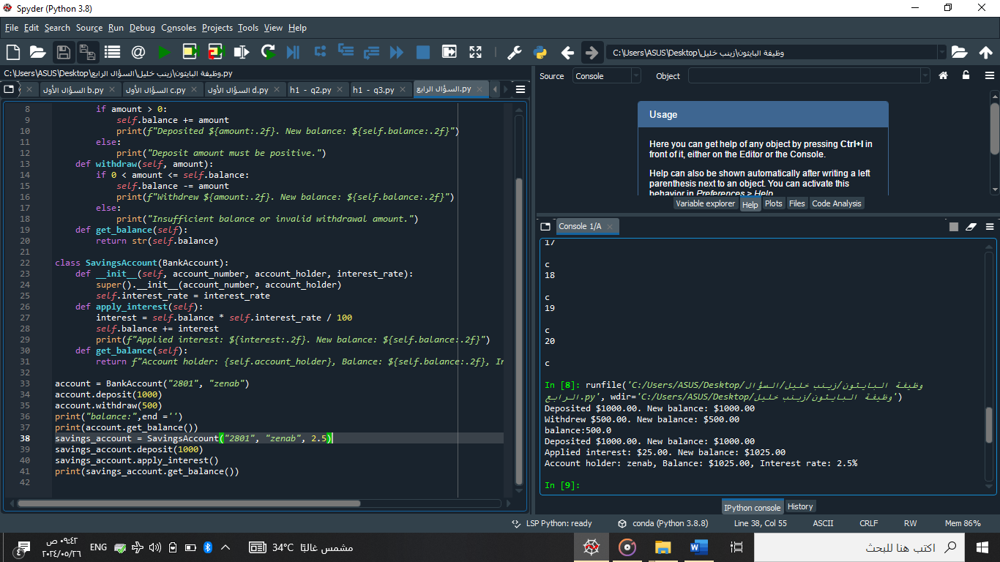 Spyder (Python 3.8)
File Edit Search Source Run Debug Consoles Projects Tools View Help
C:\Users\ASUS\Desktop\وظيفة البايثون\زينب خليل
C:\Users\ASUS\Desktop\وظيفة البايثون\زينب خليل\السؤال الرابع.py
السؤال الأول b.py السؤال الأول c.py السؤال الأول d.py h1 - q2.py h1 - q3.py السؤال الرابع.py
8 if amount > 0:
9 self.balance += amount
10 print(f"Deposited ${amount:.2f}. New balance: ${self.balance:.2f}")
11 else:
12 print("Deposit amount must be positive.")
13 def withdraw(self, amount):
14 if 0 < amount <= self.balance:
15 self.balance -= amount
16 print(f"Withdrew ${amount:.2f}. New balance: ${self.balance:.2f}")
17 else:
18 print("Insufficient balance or invalid withdrawal amount.")
19 def get_balance(self):
20 return str(self.balance)
21
22 class SavingsAccount(BankAccount):
23 def __init__(self, account_number, account_holder, interest_rate):
24 super().__init__(account_number, account_holder)
25 self.interest_rate = interest_rate
26 def apply_interest(self):
27 interest = self.balance * self.interest_rate / 100
28 self.balance += interest
29 print(f"Applied interest: ${interest:.2f}. New balance: ${self.balance:.2f}")
30 def get_balance(self):
31 return f"Account holder: {self.account_holder}, Balance: ${self.balance:.2f}, In
32
33 account = BankAccount("2801", "zenab")
34 account.deposit(1000)
35 account.withdraw(500)
36 print("balance:",end ='')
37 print(account.get_balance())
38 savings_account = SavingsAccount("2801", "zenab", 2.5)
39 savings_account.deposit(1000)
40 savings_account.apply_interest()
41 print(savings_account.get_balance())
42
Source Console Object
Usage
Here you can get help of any object by pressing Ctrl+I in
front of it, either on the Editor or the Console.
Help can also be shown automatically after writing a left
parenthesis next to an object. You can activate this
behavior in Preferences > Help.
Variable explorer Help Plots Files Code Analysis
Console 1/A
17
c
18
c
19
c
20
c
In [8]: runfile('C:/Users/ASUS/Desktop/وظيفة البايثون/زينب خليل/السؤال
الرابع.py', wdir='C:/Users/ASUS/Desktop/وظيفة البايثون/زينب خليل')
Deposited $1000.00. New balance: $1000.00
Withdrew $500.00. New balance: $500.00
balance:500.0
Deposited $1000.00. New balance: $1000.00
Applied interest: $25.00. New balance: $1025.00
Account holder: zenab, Balance: $1025.00, Interest rate: 2.5%
In [9]:
IPython console History
LSP Python: ready conda (Python 3.8.8) Line 38, Col 55 ASCII CRLF RW Mem 86%
٠٩:٤٢ ص
٢٠٢٤/٠٥/٢٦
٤
ENG
34°C مشمس غالبًا
اكتب هنا للبحث